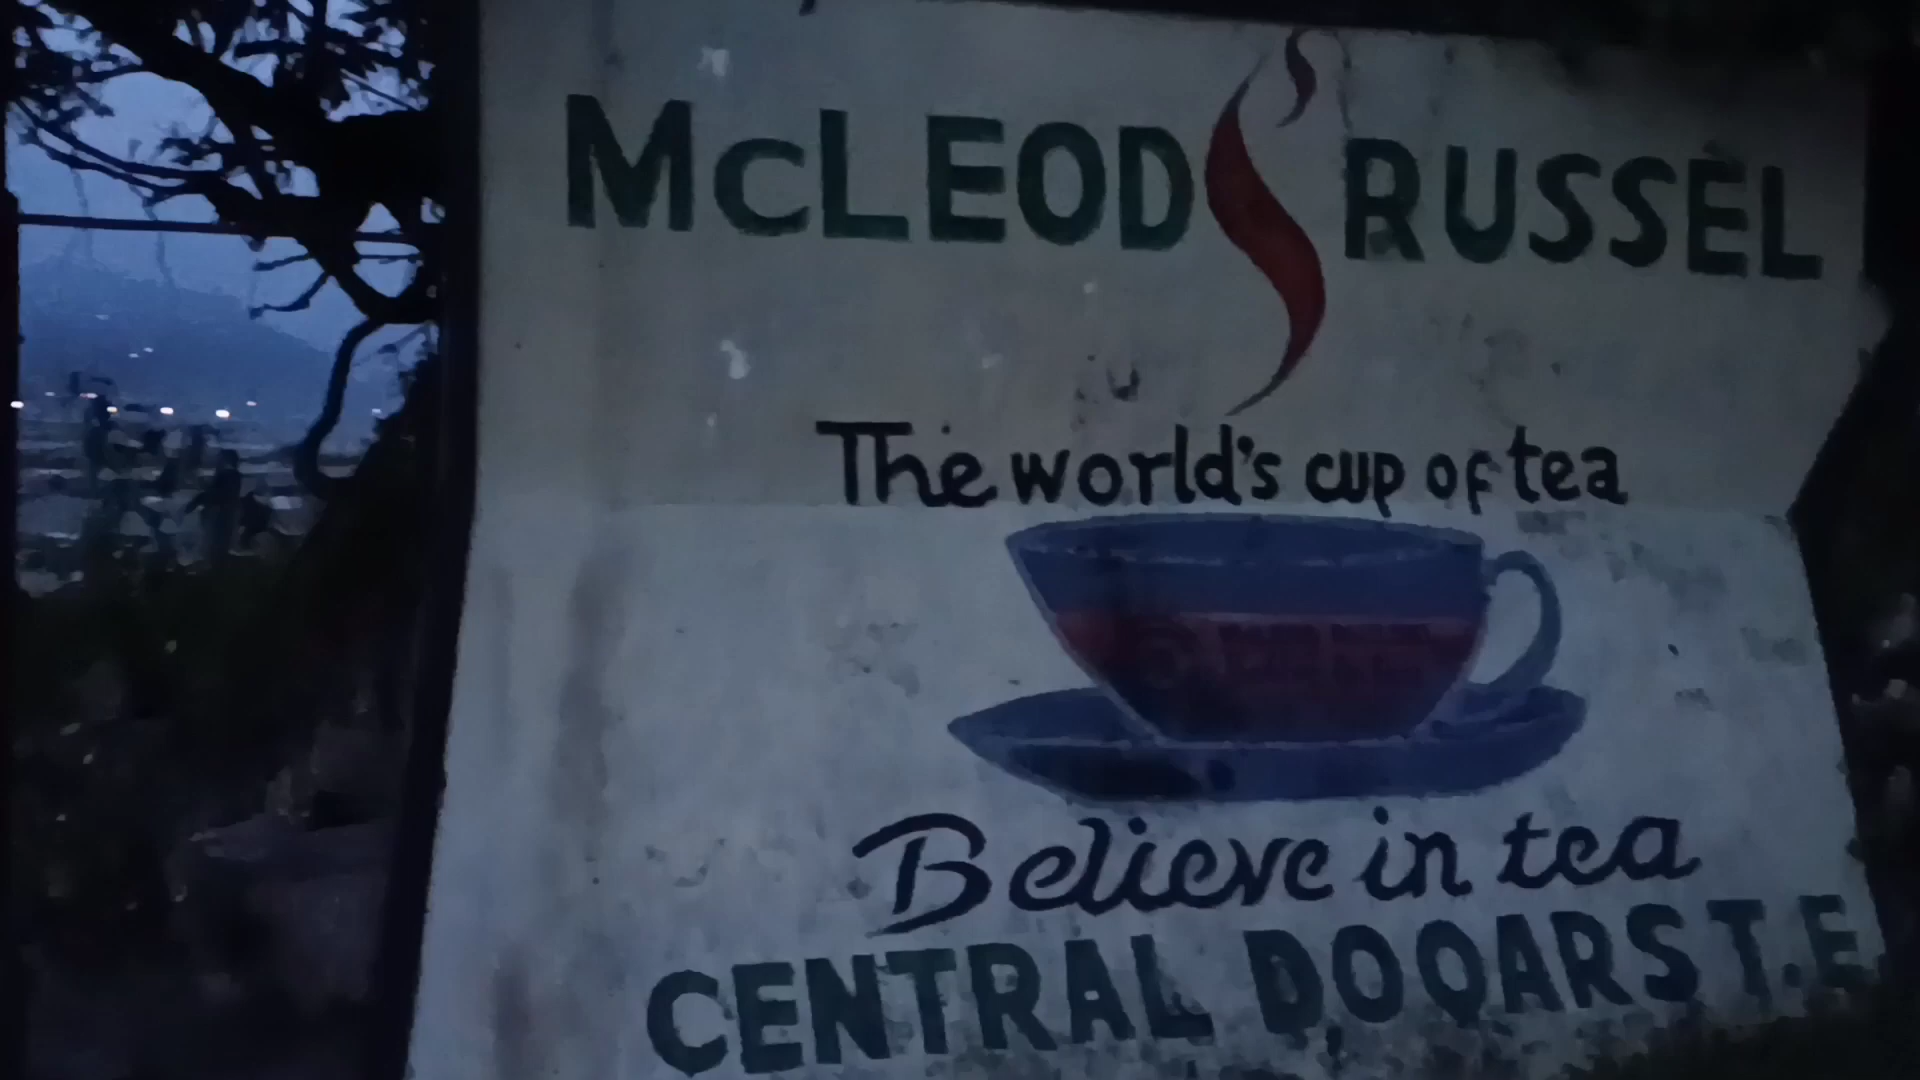 McLEOD RUSSEL
The world's cup of tea
Believe in tea
CENTRAL DOOARS T.E